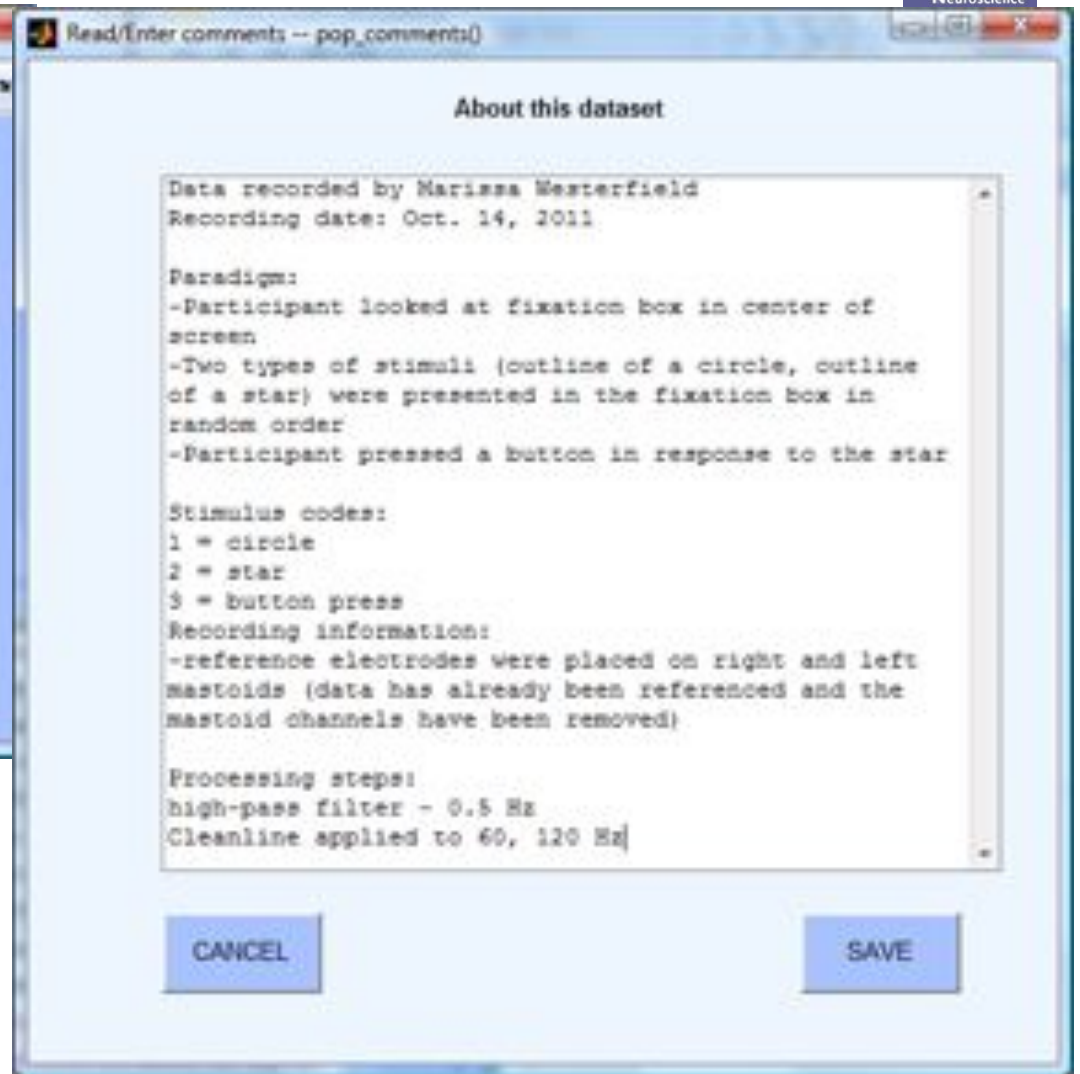 Neuroscience
Read/Enter comments -- pop_comments()
About this dataset
Data recorded by Marissa Westerfield
Recording date: Oct. 14, 2011
Paradigm:
-Participant looked at fixation box in center of
screen
-Two types of stimuli (outline of a circle, outline
of a star) were presented in the fixation box in
random order
-Participant pressed a button in response to the star
Stimulus codes:
1 = circle
2 = star
3 = button press
Recording information:
-reference electrodes were placed on right and left
mastoids (data has already been referenced and the
mastoid channels have been removed)
Processing steps:
high-pass filter - 0.5 Hz
Cleanline applied to 60, 120 Hz
CANCEL
SAVE